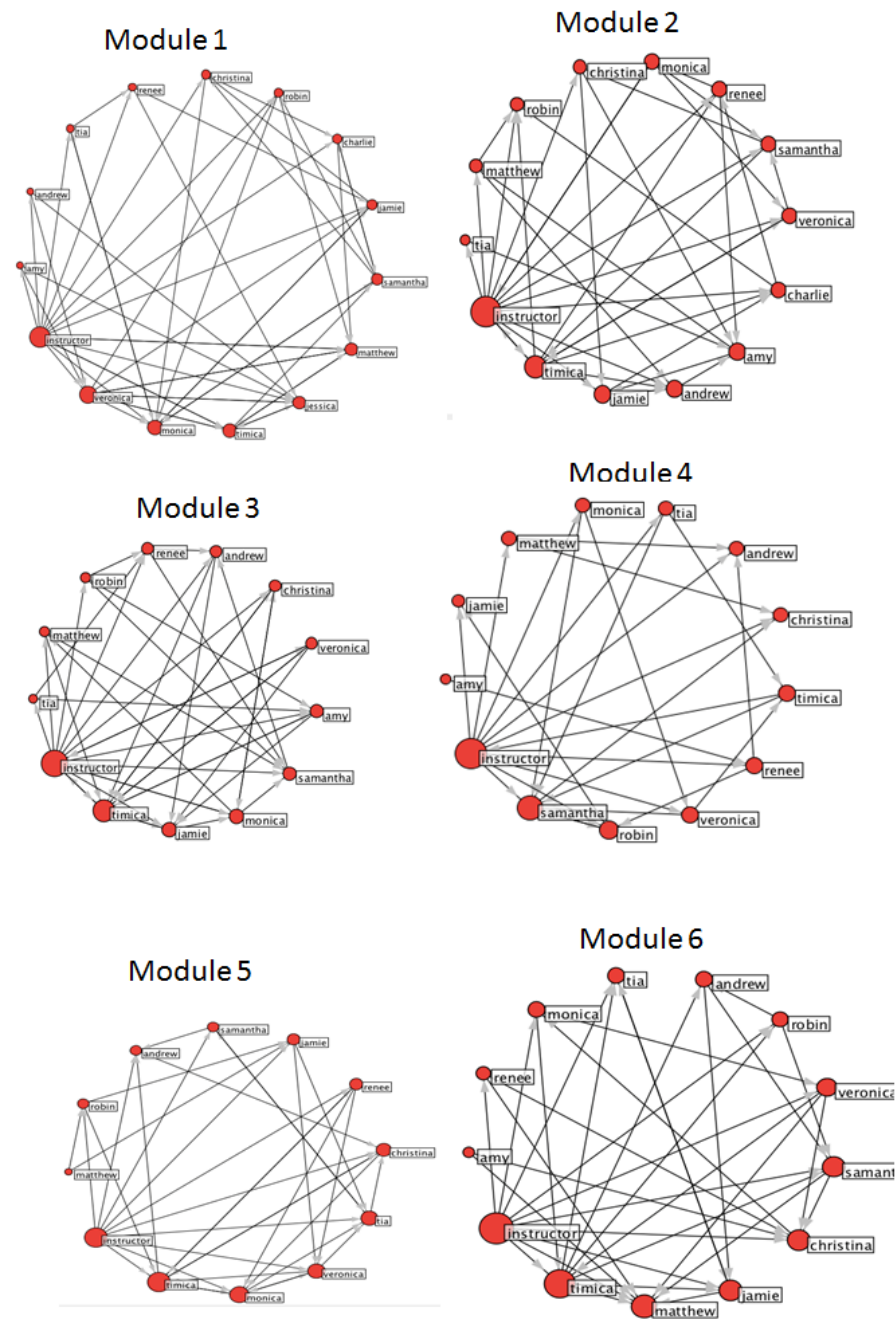 Module 1
christina
renee
robin
tia
charlie
andrew
jamie
amy
samantha
instructor
matthew
veronica
jessica
monica
timica
Module 2
monica
christina
renee
robin
samantha
matthew
veronica
tia
charlie
instructor
amy
timica
andrew
jamie
Module 3
renee
andrew
robin
christina
matthew
veronica
tia
amy
instructor
samantha
timica
monica
jamie
Module 4
monica
tia
matthew
andrew
jamie
christina
amy
timica
instructor
renee
samantha
veronica
robin
Module 5
samantha
jamie
andrew
renee
robin
christina
matthew
tia
instructor
veronica
timica
monica
Module 6
tia
andrew
monica
robin
renee
veronica
amy
samant
instructor
christina
timica
jamie
matthew